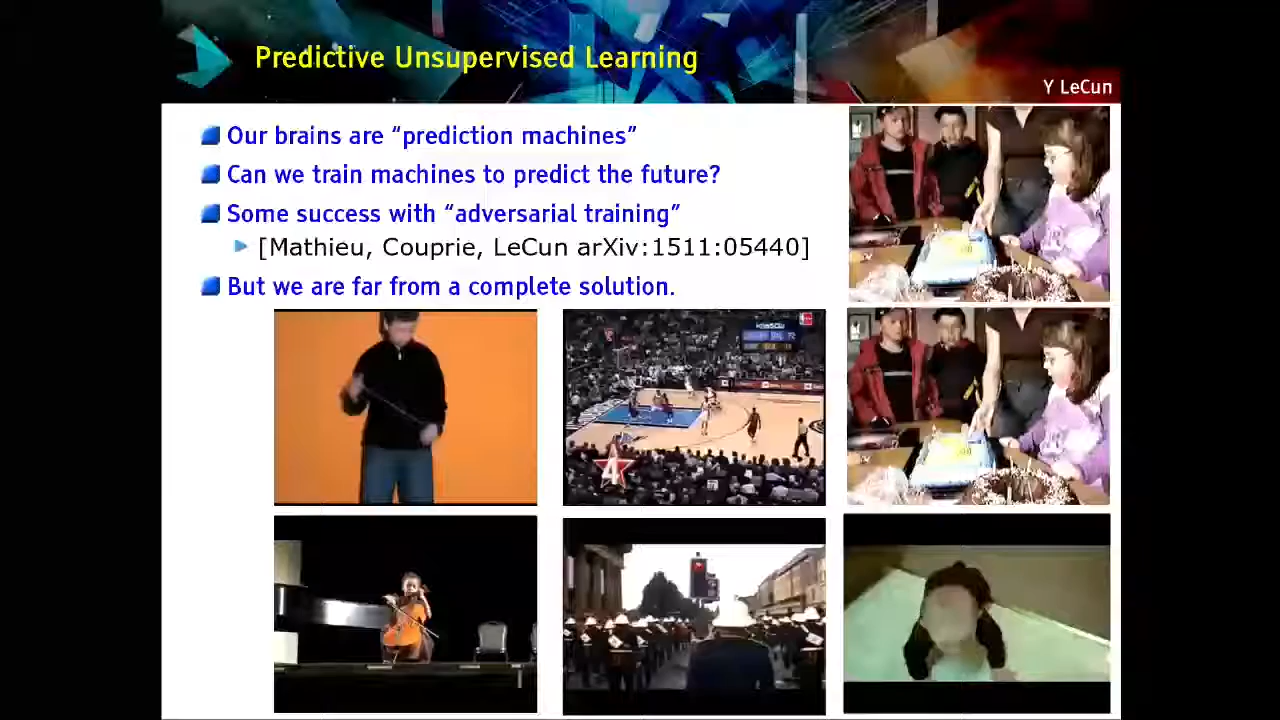 Predictive Unsupervised Learning
Y LeCun
Our brains are “prediction machines”
Can we train machines to predict the future?
Some success with “adversarial training”
[Mathieu, Couprie, LeCun arXiv:1511:05440]
But we are far from a complete solution.